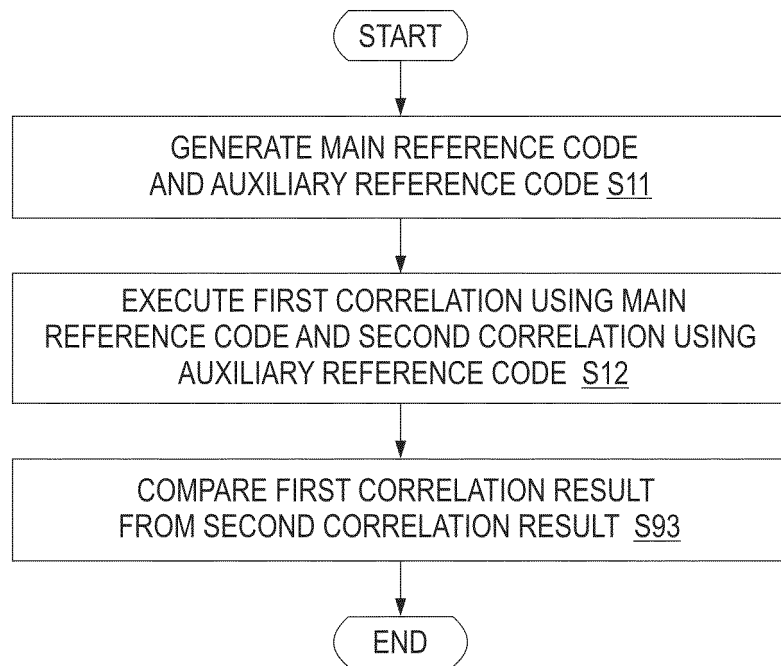 START
GENERATE MAIN REFERENCE CODE
AND AUXILIARY REFERENCE CODE S11
EXECUTE FIRST CORRELATION USING MAIN
REFERENCE CODE AND SECOND CORRELATION USING
AUXILIARY REFERENCE CODE S12
COMPARE FIRST CORRELATION RESULT
FROM SECOND CORRELATION RESULT S93
END